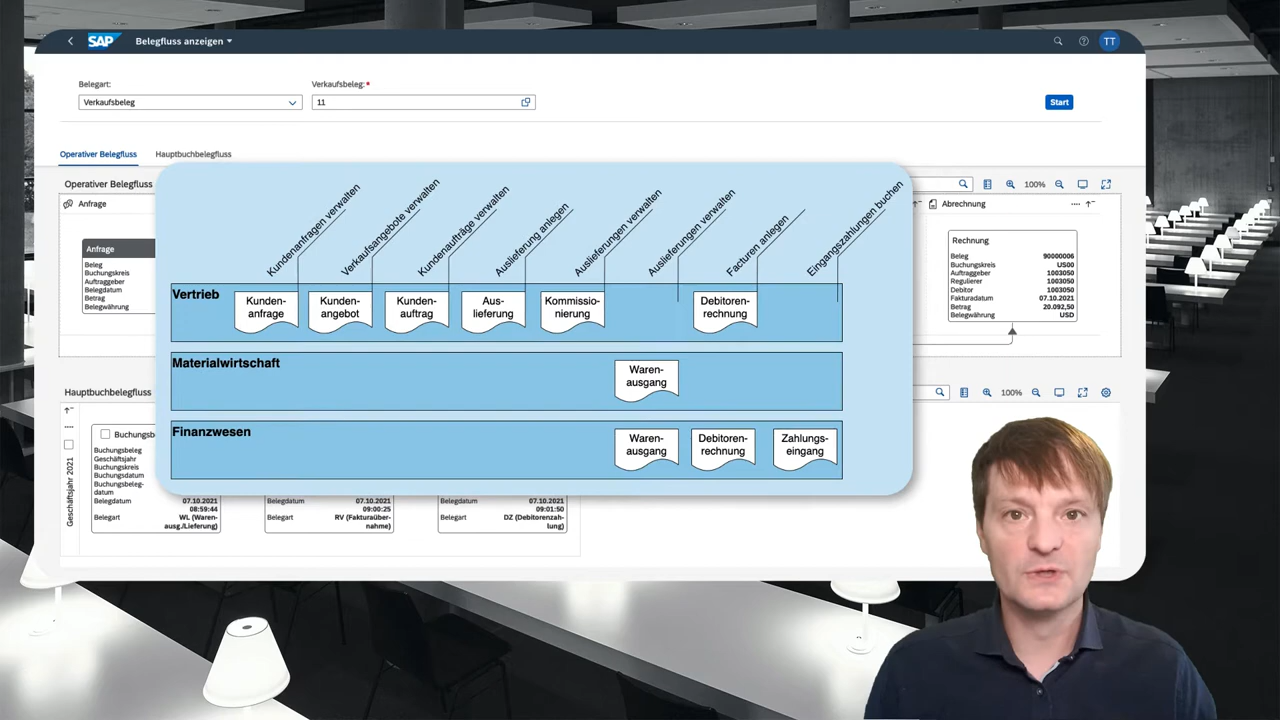 SAP Belegfluss anzeigen
TT
Belegart:
Verkaufsbeleg:*
Verkaufsbeleg
11
Start
Operativer Belegfluss
Hauptbuchbelegfluss
Operativer Belegfluss
100%
Anfrage
Abrechnung
Anfrage
Beleg
Buchungskreis
Auftraggeber
Belegdatum
Betrag
Belegwährung
Kundenanfragen verwalten
Verkaufsangebote verwalten
Kundenaufräge verwalten
Auslieferung anlegen
Auslieferungen verwalten
Auslieferungen verwalten
Facturen anlegen
Eingangszahlungen buchen
Vertrieb
Kunden-
anfrage
Kunden-
angebot
Kunden-
auftrag
Aus-
lieferung
Kommissio-
nierung
Debitoren-
rechnung
Materialwirtschaft
Waren-
ausgang
Finanzwesen
Waren-
ausgang
Debitoren-
rechnung
Zahlungs-
eingang
Rechnung
Beleg 90000006
Buchungskreis US00
Auftraggeber 1003050
Regulierer 1003050
Debitor 1003050
Fakturadatum 07.10.2021
Betrag 20.092,50
Belegwährung USD
Hauptbuchbelegfluss
100%
Geschäftsjahr 2021
Buchungsb
Buchungsbeleg
Geschäftsjahr
Buchungskreis
Buchungsdatum
Buchungsbeleg-
datum
Belegdatum 07.10.2021
08:59:44
Belegart WL (Waren-
ausg./Lieferung)
Belegdatum 07.10.2021
09:00:25
Belegart RV (Fakturaüber-
nahme)
Belegdatum 07.10.2021
09:01:50
Belegart DZ (Debitorenzah-
lung)